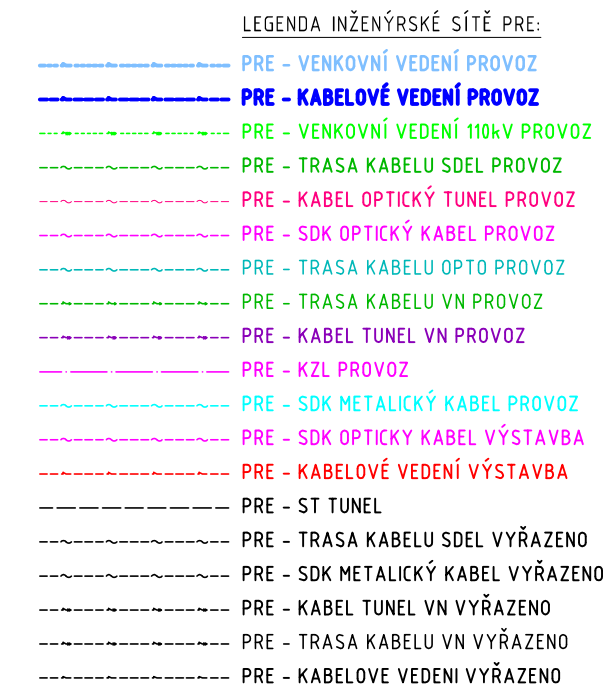 LEGENDA INŽENÝRSKÉ SÍTĚ PRE:
PRE - VENKOVNÍ VEDENÍ PROVOZ
PRE - KABELOVÉ VEDENÍ PROVOZ
PRE - VENKOVNÍ VEDENÍ 110kV PROVOZ
PRE - TRASA KABELU SDEL PROVOZ
PRE - KABEL OPTICKÝ TUNEL PROVOZ
PRE - SDK OPTICKÝ KABEL PROVOZ
PRE - TRASA KABELU OPTO PROVOZ
PRE - TRASA KABELU VN PROVOZ
PRE - KABEL TUNEL VN PROVOZ
PRE - KZL PROVOZ
PRE - SDK METALICKÝ KABEL PROVOZ
PRE - SDK OPTICKY KABEL VÝSTAVBA
PRE - KABELOVÉ VEDENÍ VÝSTAVBA
PRE - ST TUNEL
PRE - TRASA KABELU SDEL VYŘAZENO
PRE - SDK METALICKÝ KABEL VYŘAZENO
PRE - KABEL TUNEL VN VYŘAZENO
PRE - TRASA KABELU VN VYŘAZENO
PRE - KABELOVE VEDENI VYŘAZENO